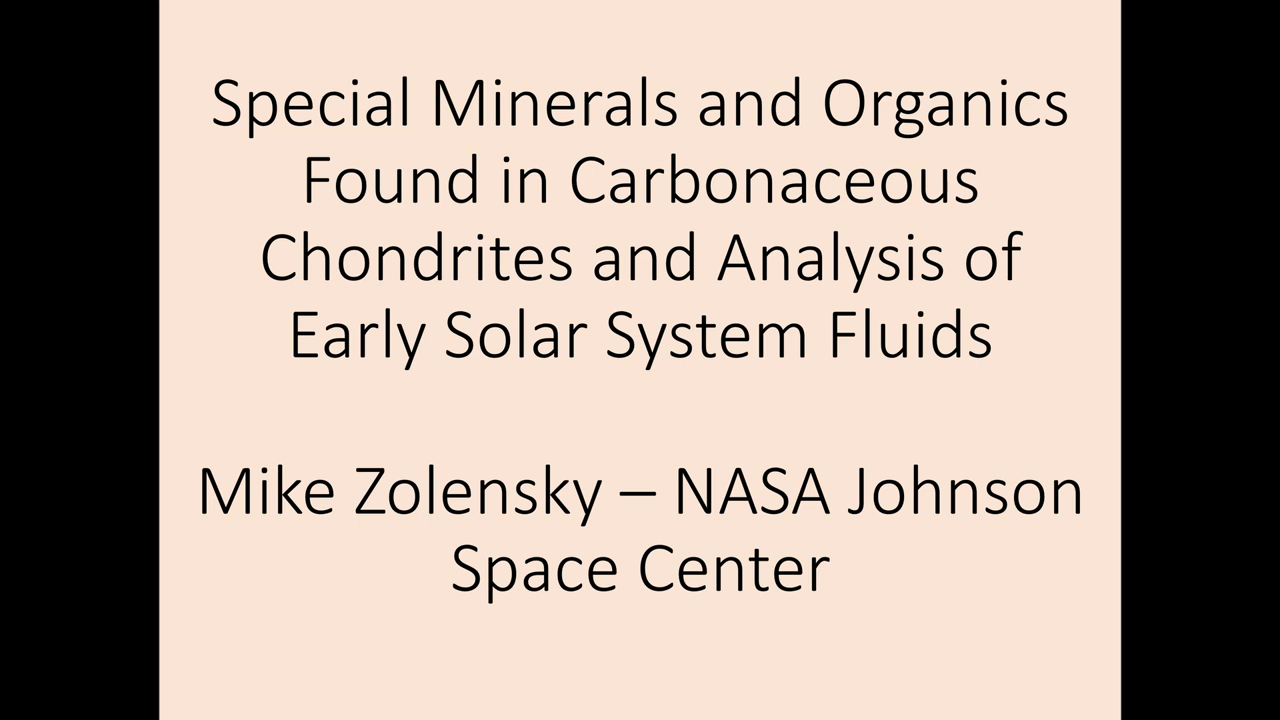 Special Minerals and Organics
Found in Carbonaceous
Chondrites and Analysis of
Early Solar System Fluids
Mike Zolensky – NASA Johnson
Space Center